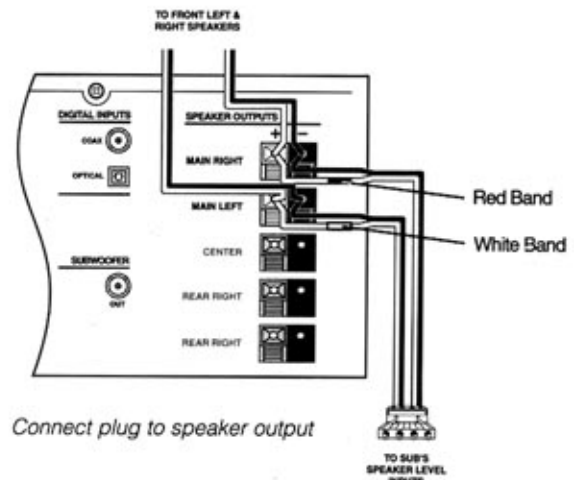 TO FRONT LEFT &
RIGHT SPEAKERS
DIGITAL INPUTS
COAX
OPTICAL
SPEAKER OUTPUTS
+ −
MAIN RIGHT
MAIN LEFT
CENTER
REAR RIGHT
REAR RIGHT
SUBWOOFER
OUT
Red Band
White Band
Connect plug to speaker output
TO SUB'S
SPEAKER LEVEL
INPUTS